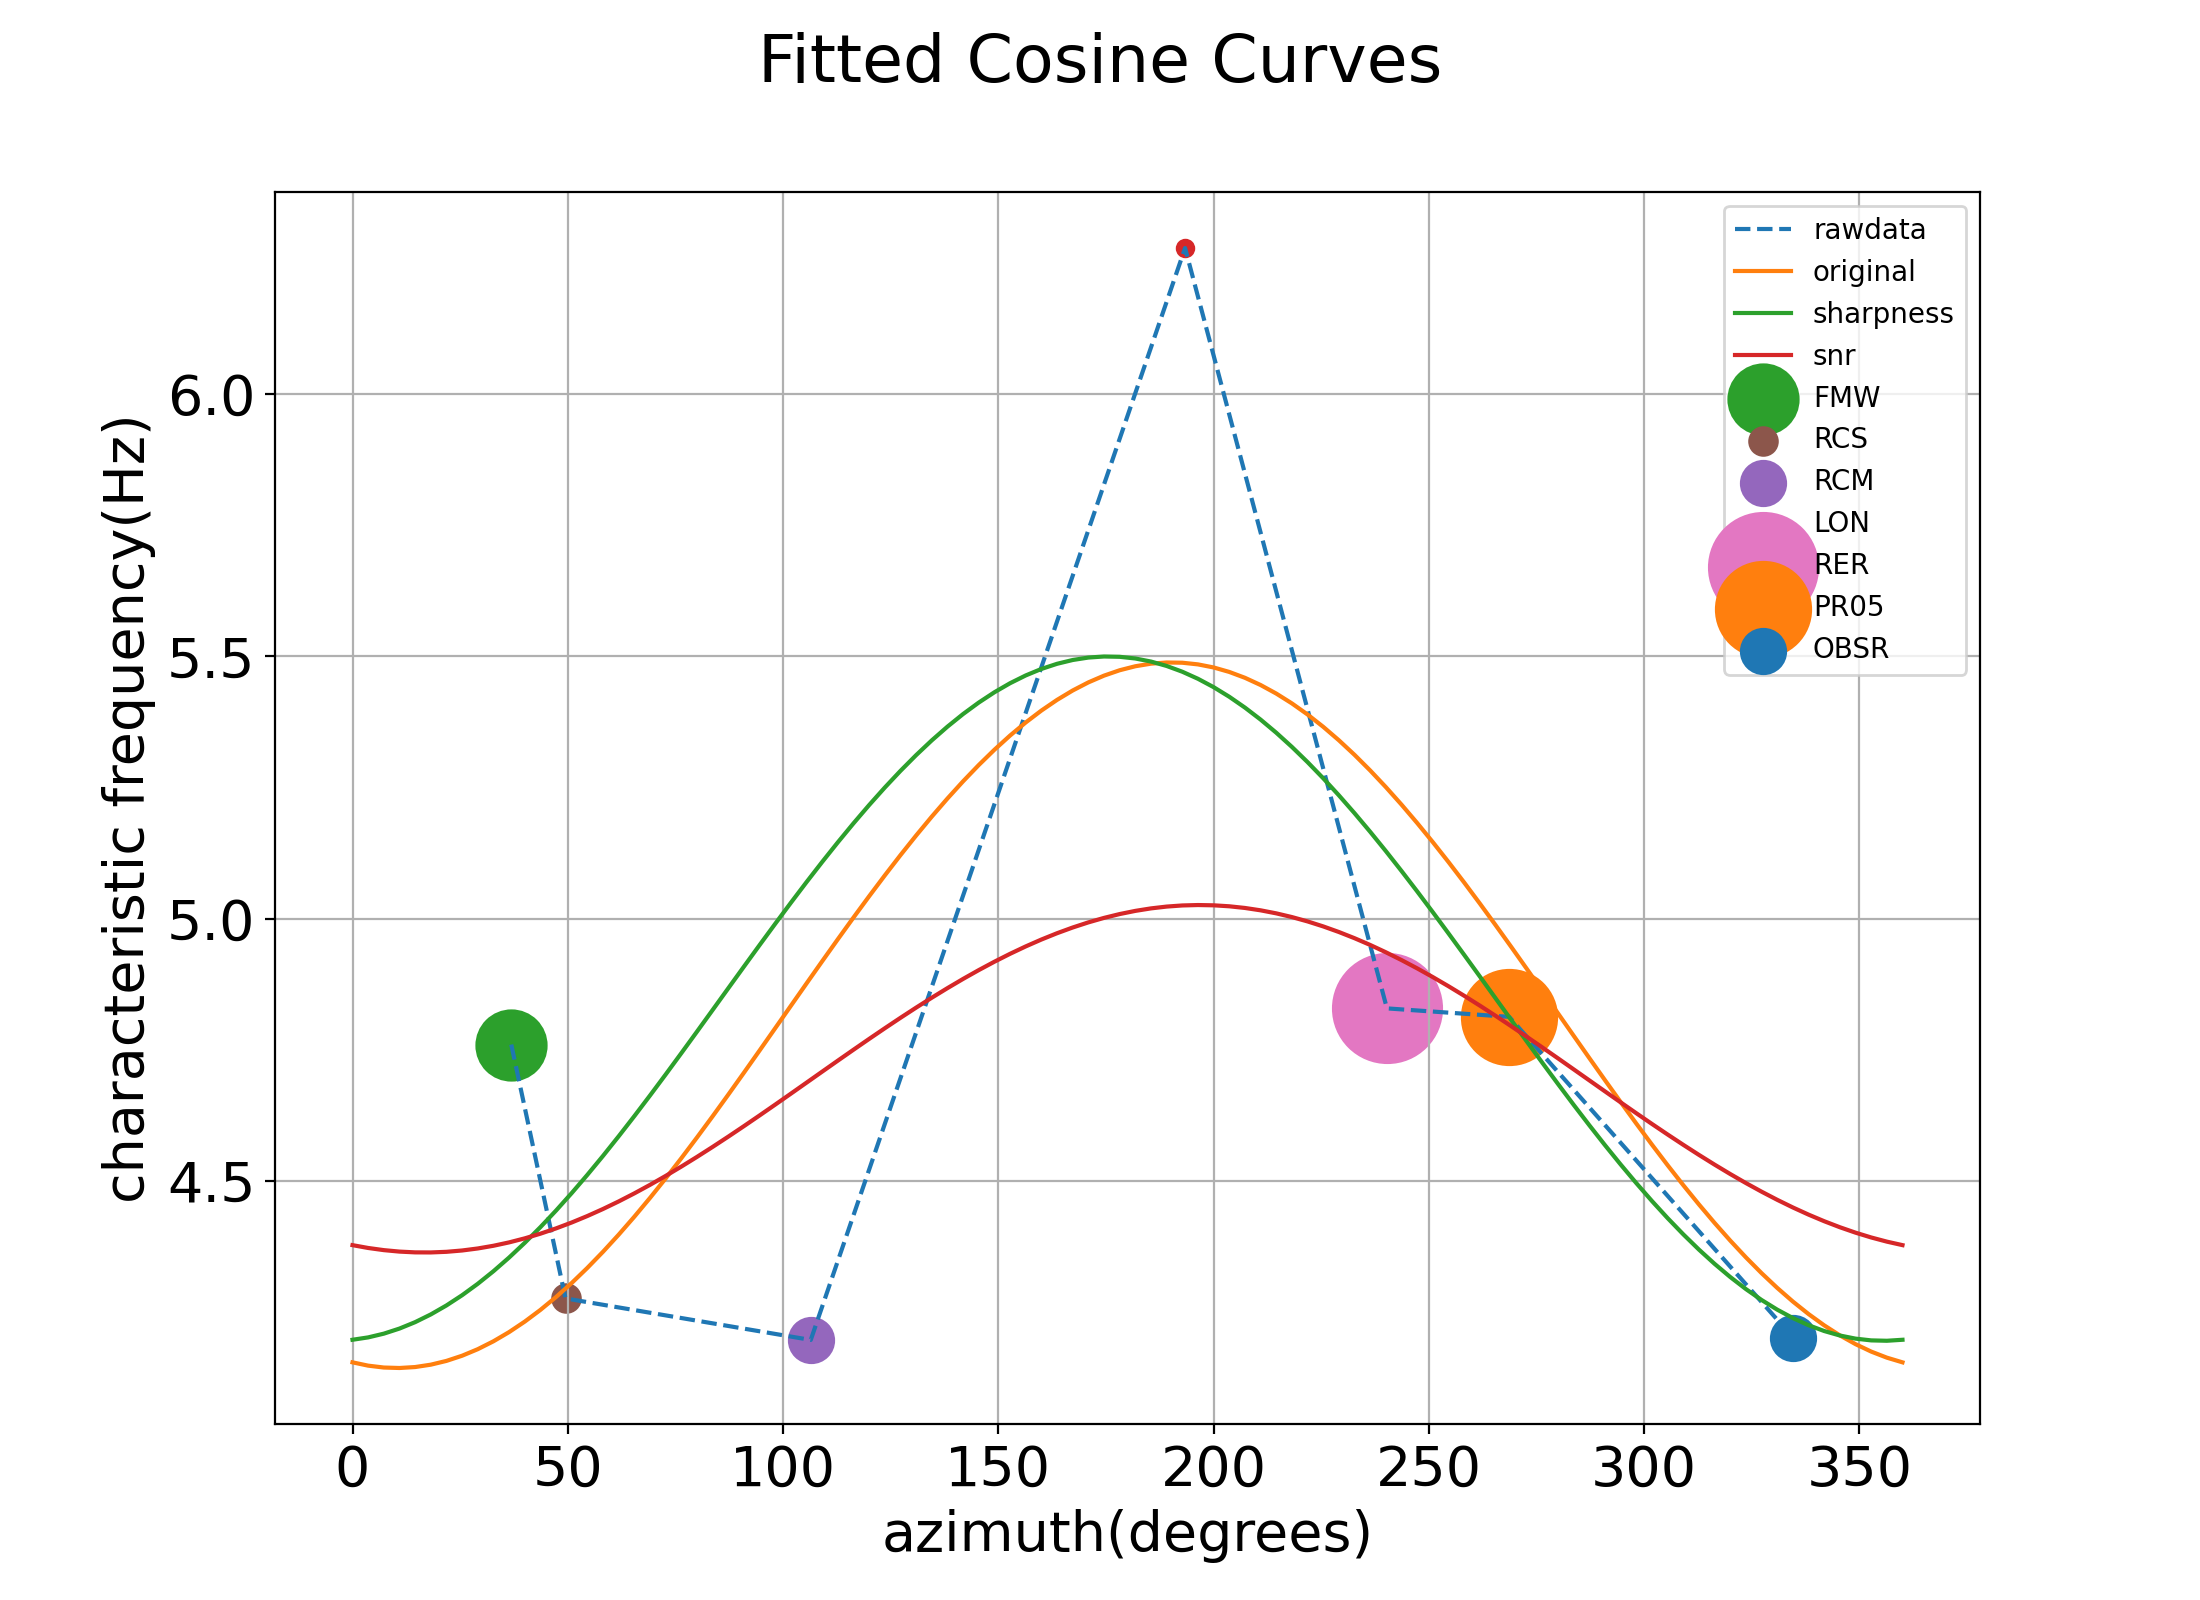 Fitted Cosine Curves
characteristic frequency(Hz)
6.0
5.5
5.0
4.5
rawdata
original
sharpness
snr
FMW
RCS
RCM
LON
RER
PR05
OBSR
0 50 100 150 200 250 300 350
azimuth(degrees)